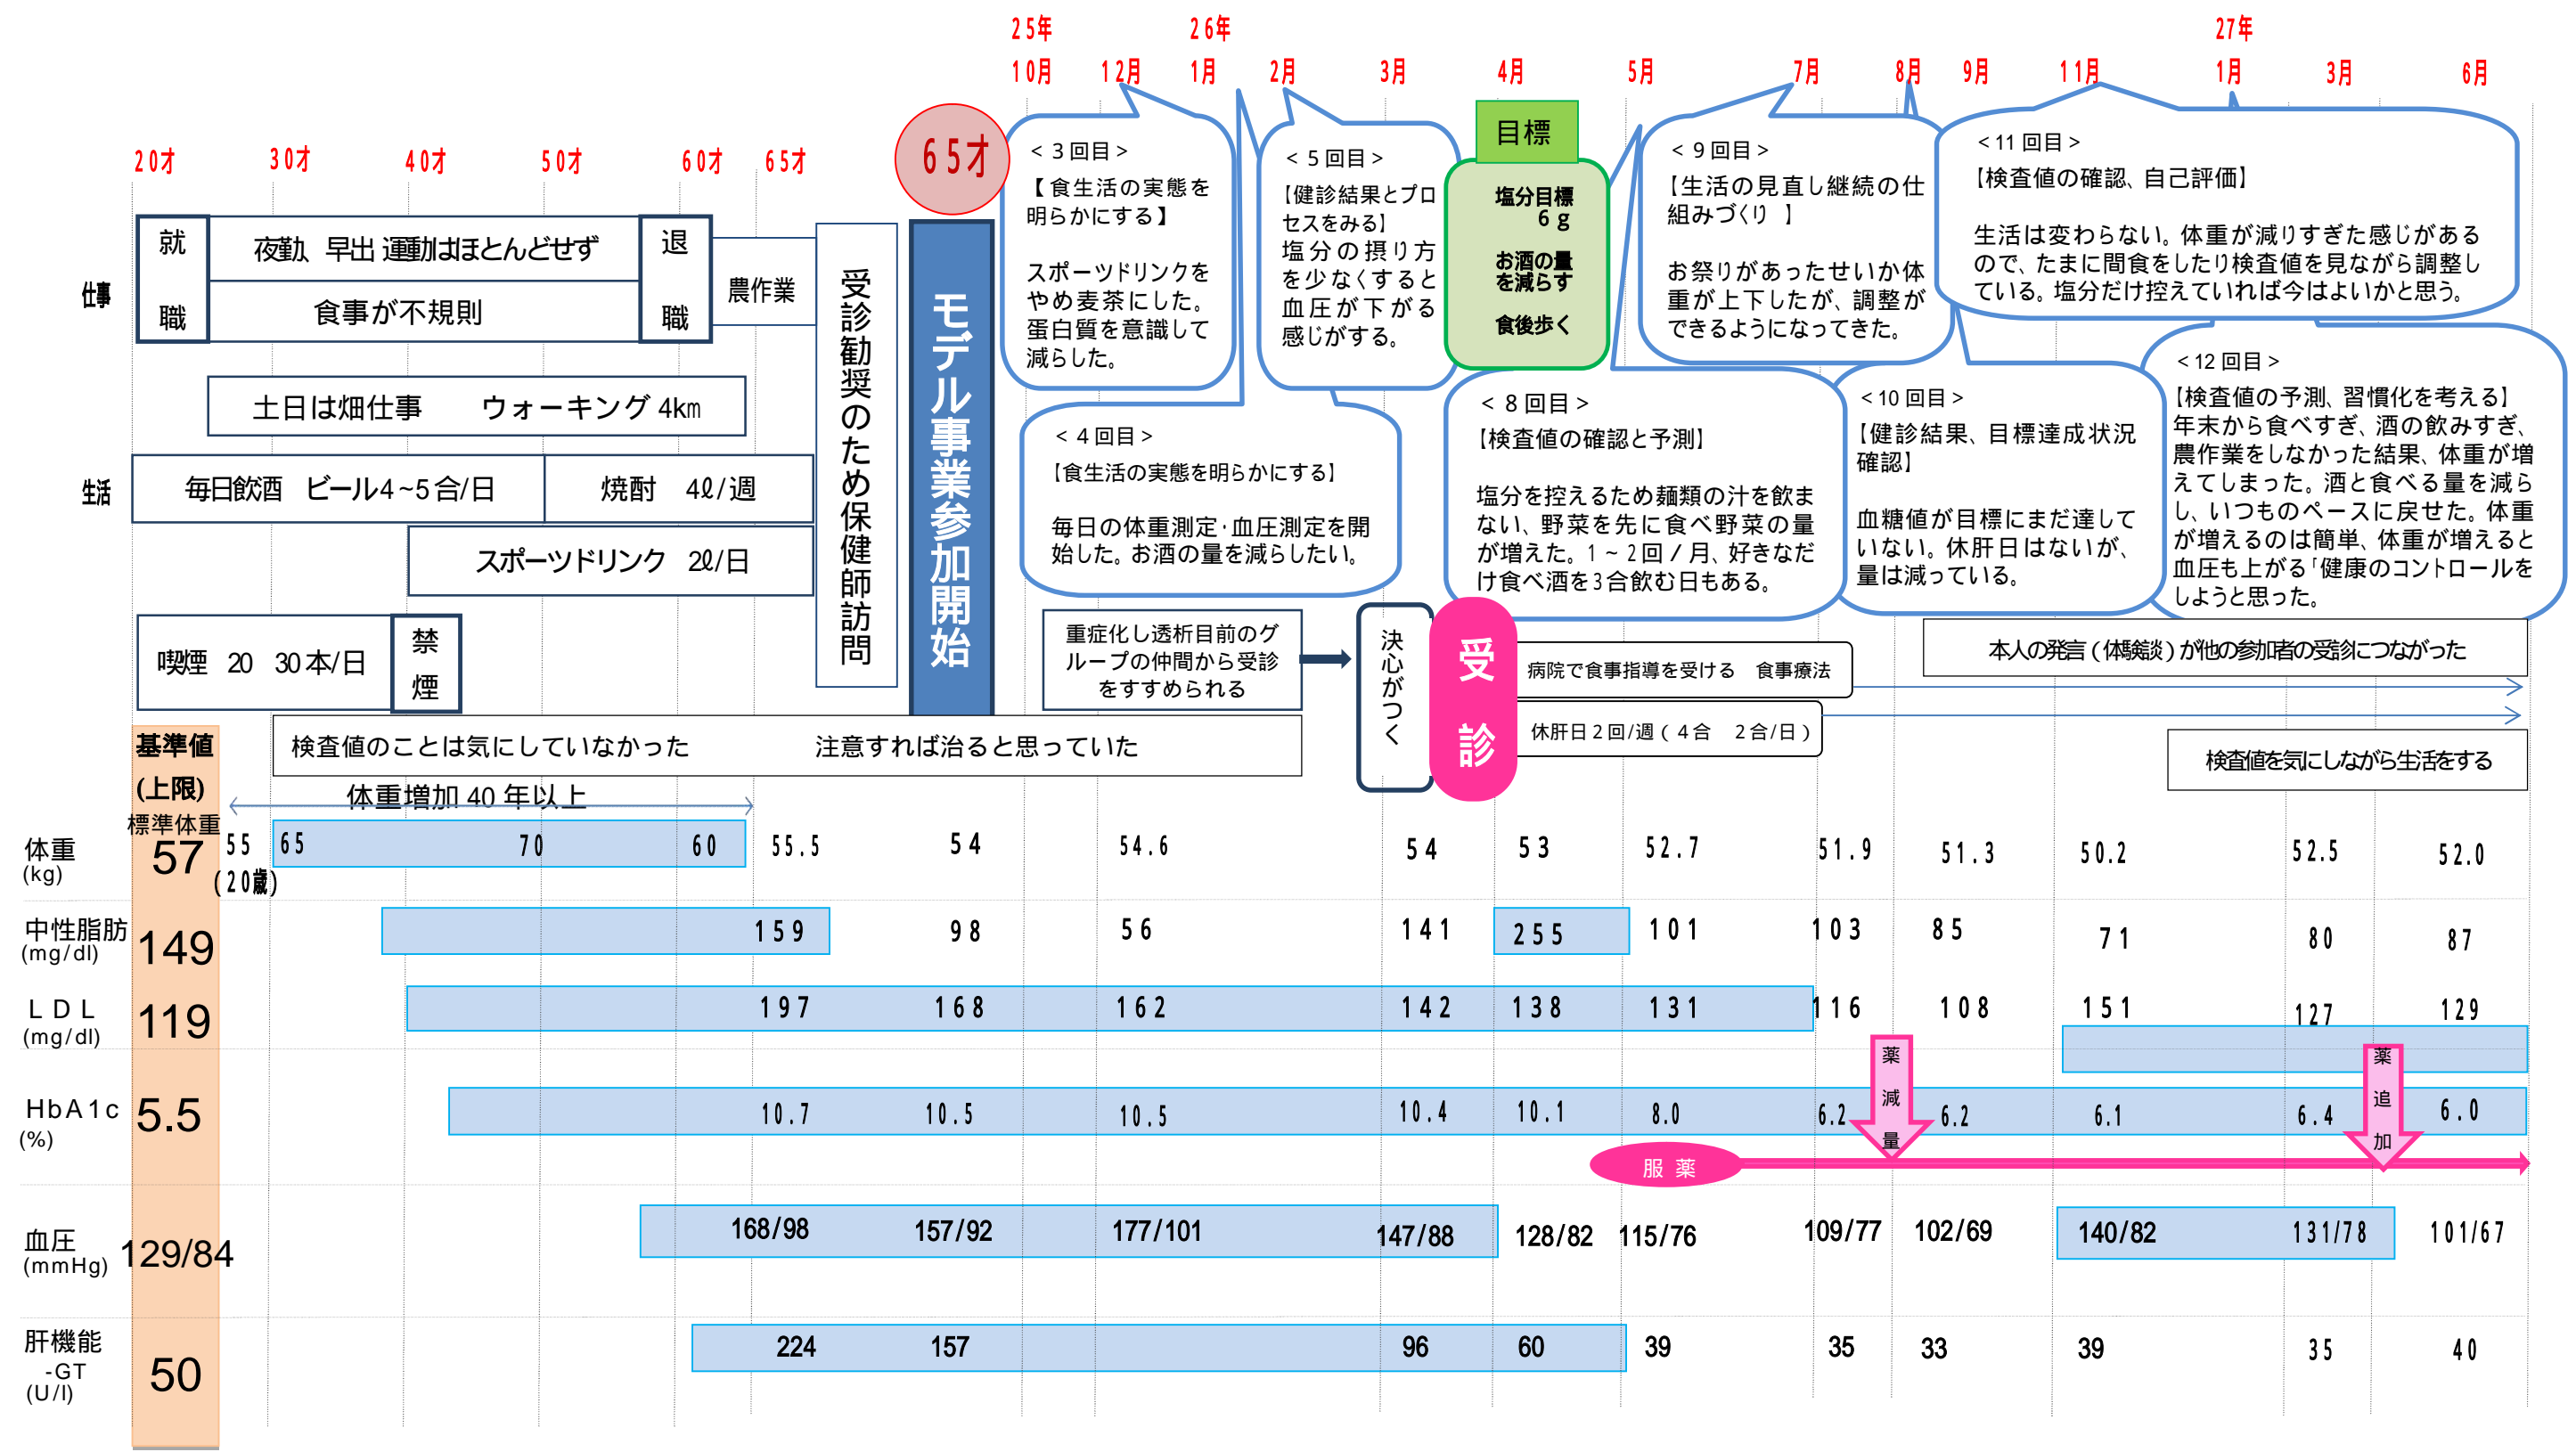 25年
26年
27年
10月
12月
1月
2月
3月
4月
5月
7月
8月
9月
11月
1月
3月
6月
20才
30才
40才
50才
60才
65才
65才
仕事
就職
夜勤、早出 運動はほとんどせず
食事が不規則
退職
農作業
土日は畑仕事 ウォーキング4km
生活
毎日飲酒 ビール4~5合/日
焼酎 4ℓ/週
スポーツドリンク 2ℓ/日
喫煙 20 30本/日
禁煙
受診勧奨のため保健師訪問
モデル事業参加開始
<3回目>
【食生活の実態を
明らかにする】
スポーツドリンクを
やめ麦茶にした。
蛋白質を意識して
減らした。
<4回目>
【食生活の実態を明らかにする】
毎日の体重測定・血圧測定を開
始した。お酒の量を減らしたい。
<5回目>
【健診結果とプロ
セスをみる】
塩分の摂り方
を少なくすると
血圧が下がる
感じがする。
目標
塩分目標
6g
お酒の量
を減らす
食後歩く
<8回目>
【検査値の確認と予測】
塩分を控えるため麺類の汁を飲ま
ない、野菜を先に食べ野菜の量
が増えた。1~2回/月、好きなだ
け食べ酒を3合飲む日もある。
<9回目>
【生活の見直し継続の仕
組みづくり 】
お祭りがあったせいか体
重が上下したが、調整が
できるようになってきた。
<10回目>
【健診結果、目標達成状況
確認】
血糖値が目標にまだ達して
いない。休肝日はないが、
量は減っている。
<11回目>
【検査値の確認、自己評価】
生活は変わらない。体重が減りすぎた感じがある
ので、たまに間食をしたり検査値を見ながら調整し
ている。塩分だけ控えていれば今はよいかと思う。
<12回目>
【検査値の予測、習慣化を考える】
年末から食べすぎ、酒の飲みすぎ、
農作業をしなかった結果、体重が増
えてしまった。酒と食べる量を減ら
し、いつものペースに戻せた。体重
が増えるのは簡単、体重が増えると
血圧も上がる「健康のコントロールを
しようと思った。
重症化し透析目前のグ
ループの仲間から受診
をすすめられる
決心がつく
受診
病院で食事指導を受ける 食事療法
休肝日2回/週(4合 2合/日)
本人の発言(体験談)が他の参加者の受診につながった
検査値を気にしながら生活をする
検査値のことは気にしていなかった 注意すれば治ると思っていた
体重増加40年以上
基準値
(上限)
標準体重
体重
(kg)
57
55
(20歳)
65
70
60
55.5
54
54.6
54
53
52.7
51.9
51.3
50.2
52.5
52.0
中性脂肪
(mg/dl)
149
159
98
56
141
255
101
103
85
71
80
87
LDL
(mg/dl)
119
197
168
162
142
138
131
116
108
151
127
129
HbA1c
(%)
5.5
10.7
10.5
10.5
10.4
10.1
8.0
6.2
6.2
6.1
6.4
6.0
薬減量
薬追加
服薬
血圧
(mmHg)
129/84
168/98
157/92
177/101
147/88
128/82
115/76
109/77
102/69
140/82
131/78
101/67
肝機能
-GT
(U/l)
50
224
157
96
60
39
35
33
39
35
40